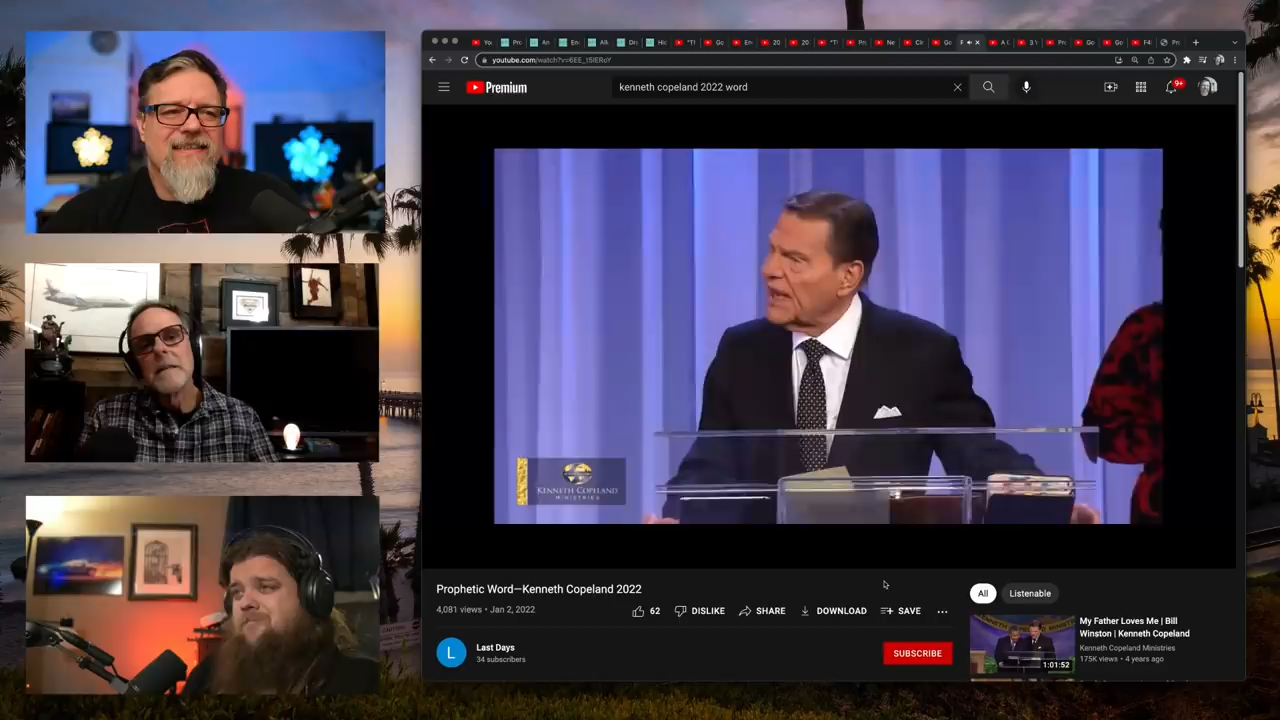 youtube.com/watch?v=6EE_t5IERoY
Premium
kenneth copeland 2022 word
9+
KENNETH COPELAND
MINISTRIES
Prophetic Word—Kenneth Copeland 2022
4,081 views • Jan 2, 2022
62
DISLIKE
SHARE
DOWNLOAD
SAVE
L
Last Days
34 subscribers
SUBSCRIBE
All
Listenable
My Father Loves Me | Bill
Winston | Kenneth Copeland
Kenneth Copeland Ministries
175K views • 4 years ago
1:01:52